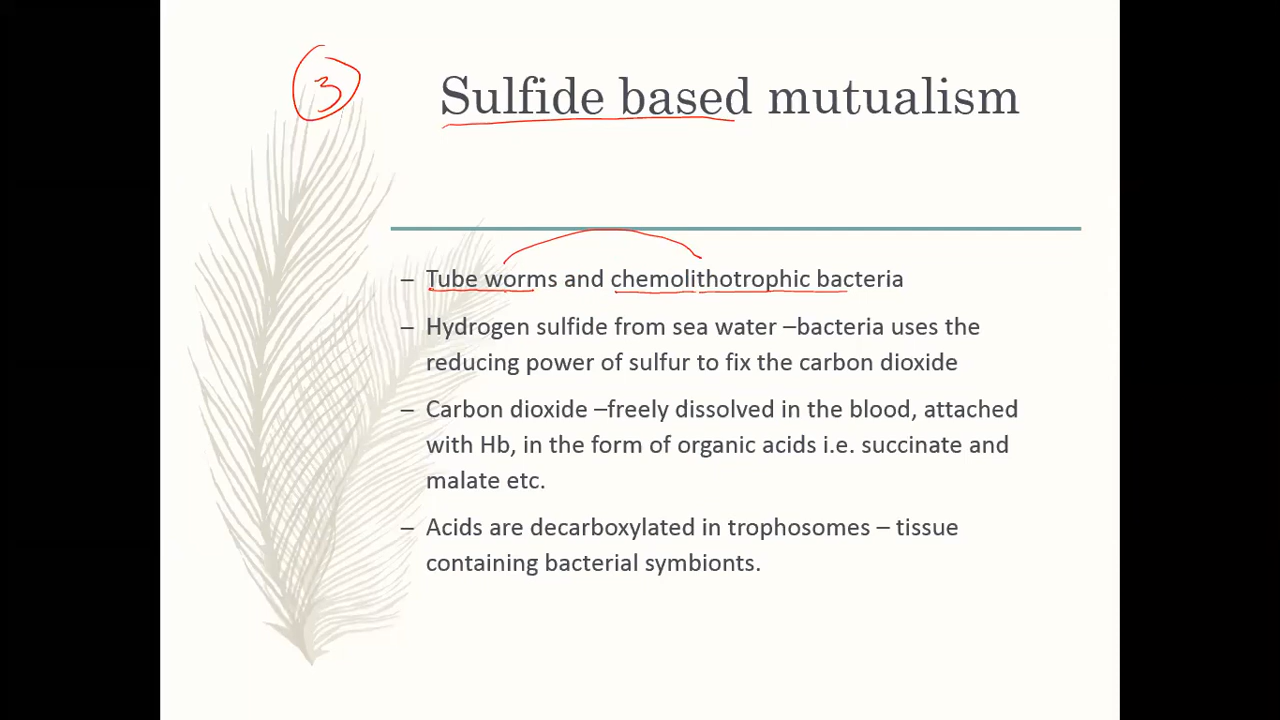 3
Sulfide based mutualism
– Tube worms and chemolithotrophic bacteria
– Hydrogen sulfide from sea water –bacteria uses the
reducing power of sulfur to fix the carbon dioxide
– Carbon dioxide –freely dissolved in the blood, attached
with Hb, in the form of organic acids i.e. succinate and
malate etc.
– Acids are decarboxylated in trophosomes – tissue
containing bacterial symbionts.